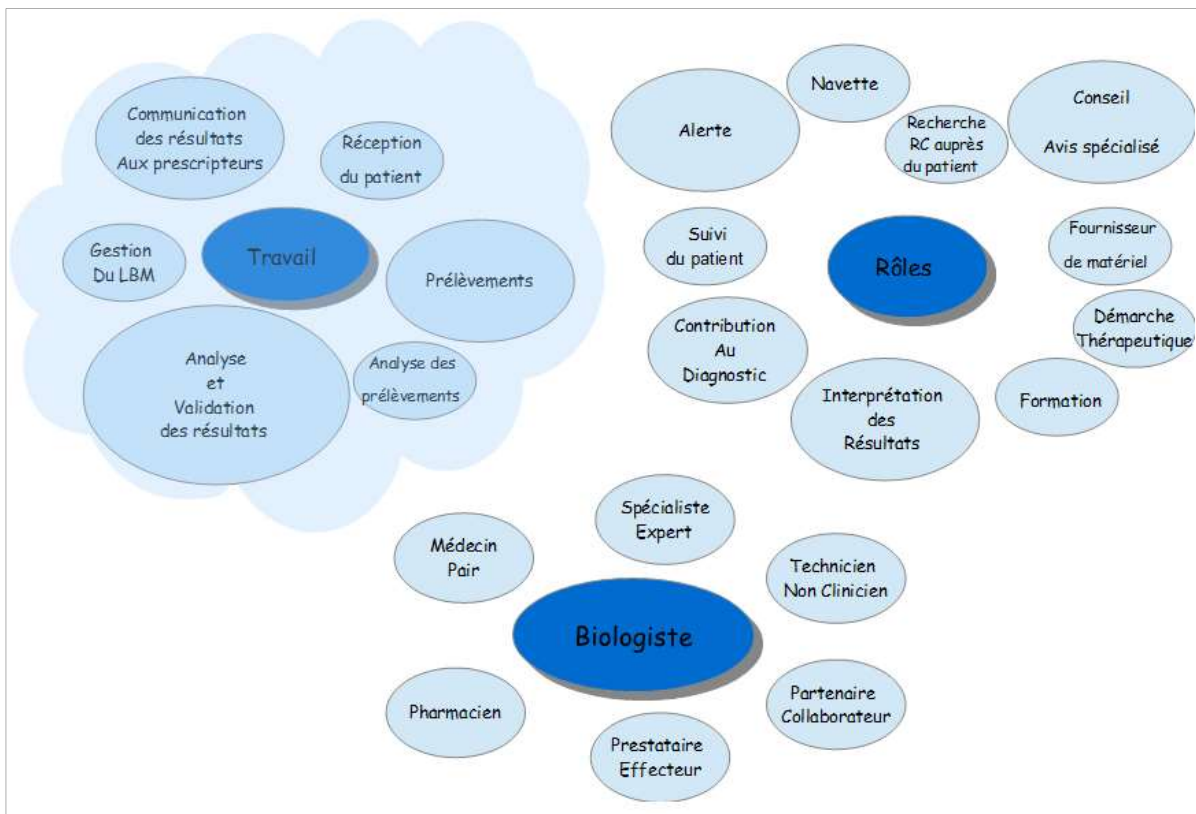 Communication
des résultats
Aux prescripteurs
Réception
du patient
Gestion
Du LBM
Travail
Prélèvements
Analyse
et
Validation
des résultats
Analyse des
prélèvements
Navette
Alerte
Recherche
RC auprès
du patient
Conseil
Avis spécialisé
Suivi
du patient
Rôles
Fournisseur
de matériel
Contribution
Au
Diagnostic
Démarche
Thérapeutique
Interprétation
des
Résultats
Formation
Spécialiste
Expert
Médecin
Pair
Technicien
Non Clinicien
Biologiste
Pharmacien
Partenaire
Collaborateur
Prestataire
Effecteur